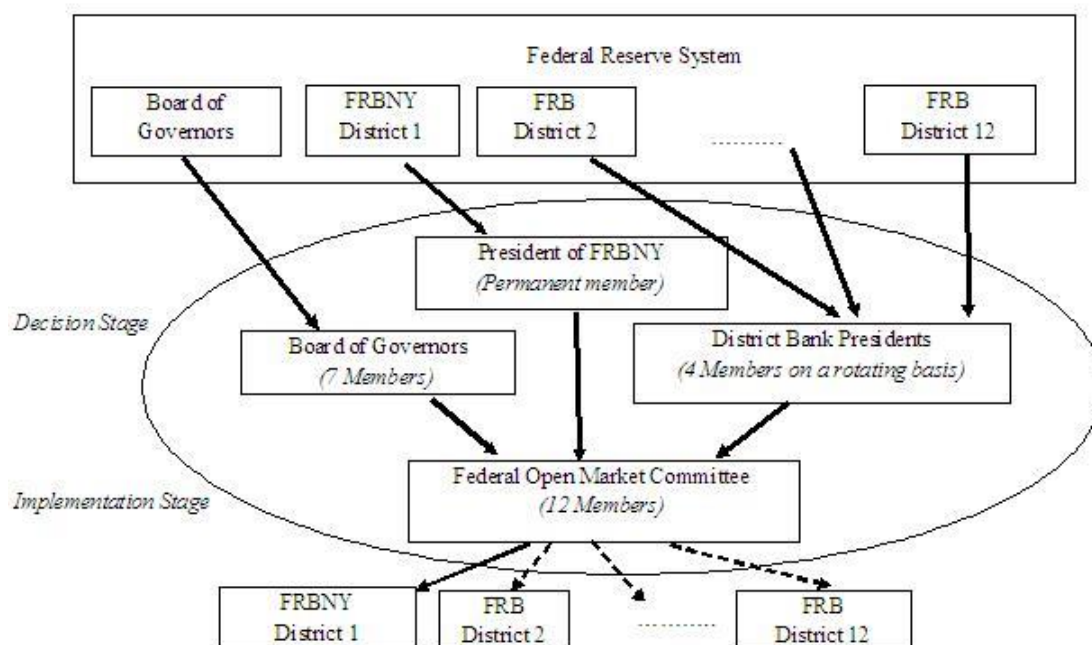 Federal Reserve System
Board of
Governors
FRBNY
District 1
FRB
District 2
..............
FRB
District 12
President of FRBNY
(Permanent member)
Decision Stage
Board of Governors
(7 Members)
District Bank Presidents
(4 Members on a rotating basis)
Federal Open Market Committee
(12 Members)
Implementation Stage
FRBNY
District 1
FRB
District 2
..............
FRB
District 12